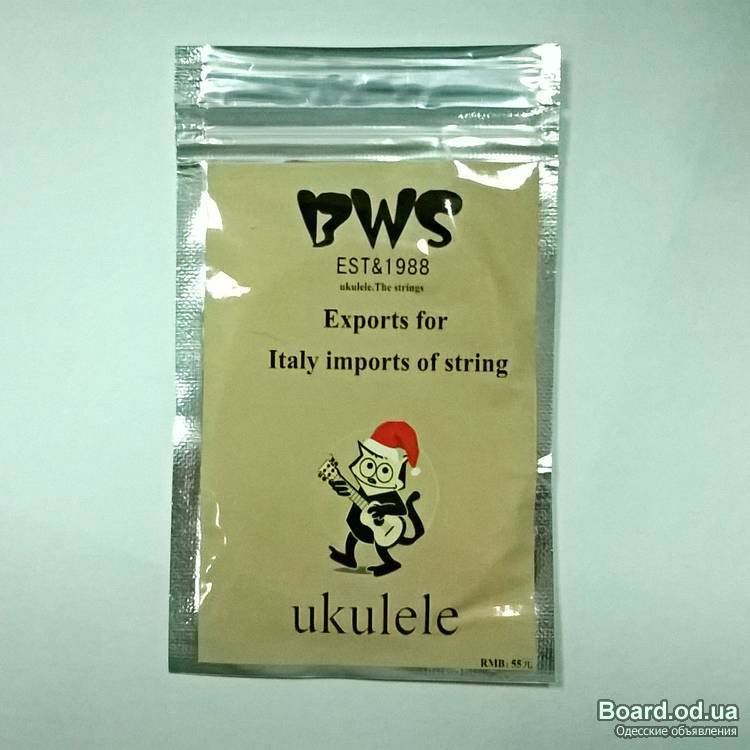 BWS
EST&1988
ukulele.The strings
Exports for
Italy imports of string
ukulele
RMB: 55元
Board.od.ua
Одесские объявления